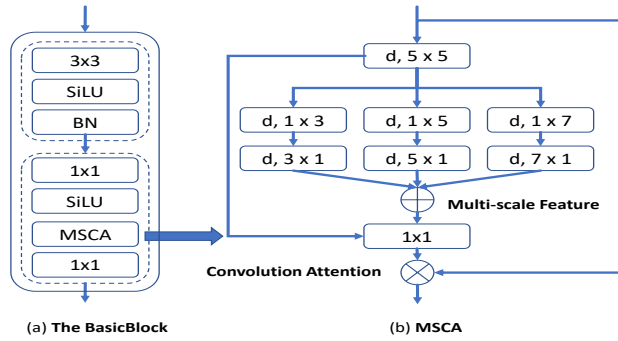 3x3
SiLU
BN
1x1
SiLU
MSCA
1x1
(a) The BasicBlock
d, 5 x 5
d, 1 x 3
d, 1 x 5
d, 1 x 7
d, 3 x 1
d, 5 x 1
d, 7 x 1
Multi-scale Feature
1x1
Convolution Attention
(b) MSCA